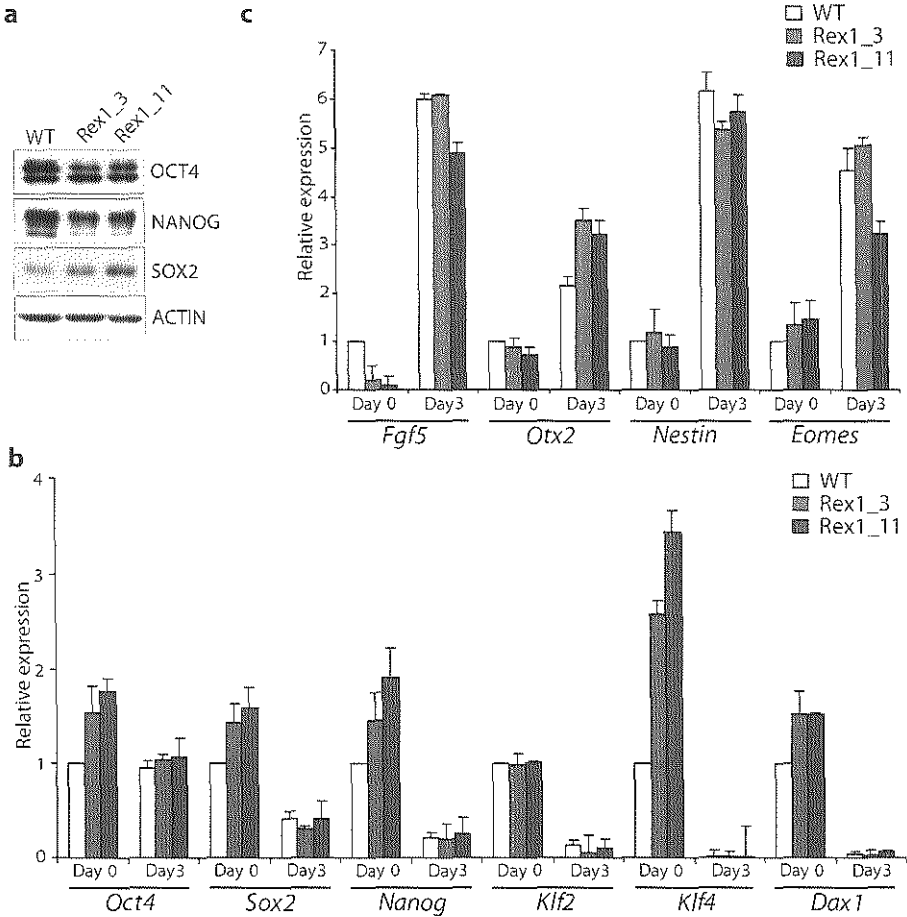 a
WT Rex1_3 Rex1_11
OCT4
NANOG
SOX2
ACTIN
c
WT
Rex1_3
Rex1_11
Relative expression
7
6
5
4
3
2
1
0
Day 0 Day3 Day 0 Day3 Day 0 Day3 Day 0 Day3
Fgf5 Otx2 Nestin Eomes
b
WT
Rex1_3
Rex1_11
Relative expression
4
3
2
1
0
Day 0 Day3 Day 0 Day3 Day 0 Day3 Day 0 Day3 Day 0 Day3 Day 0 Day3
Oct4 Sox2 Nanog Klf2 Klf4 Dax1